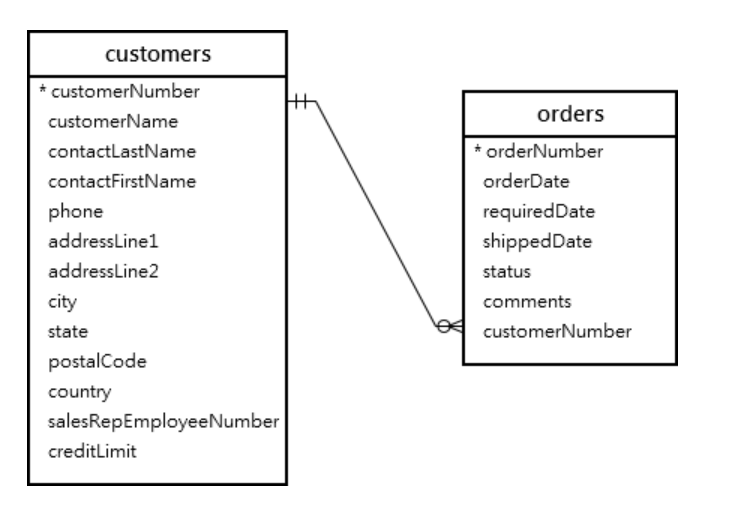 customers
* customerNumber
customerName
contactLastName
contactFirstName
phone
addressLine1
addressLine2
city
state
postalCode
country
salesRepEmployeeNumber
creditLimit
orders
* orderNumber
orderDate
requiredDate
shippedDate
status
comments
customerNumber